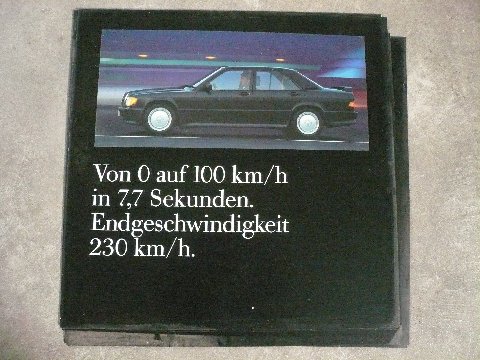 Von 0 auf 100 km/h
in 7,7 Sekunden.
Endgeschwindigkeit
230 km/h.